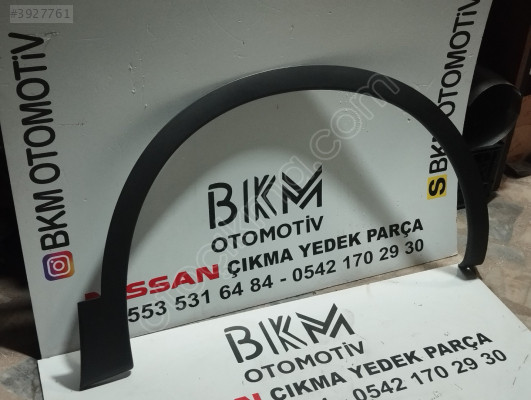 #3927761
BKM OTOMOTİV
S BKM OTOMOTİV
BKM
OTOMOTİV
NISSAN ÇIKMA YEDEK PARÇA
553 531 64 84 - 0542 170 29 30
BKM
OTOMOTİV
ÇIKMA YEDEK PARÇA
- 0542 170 29 30